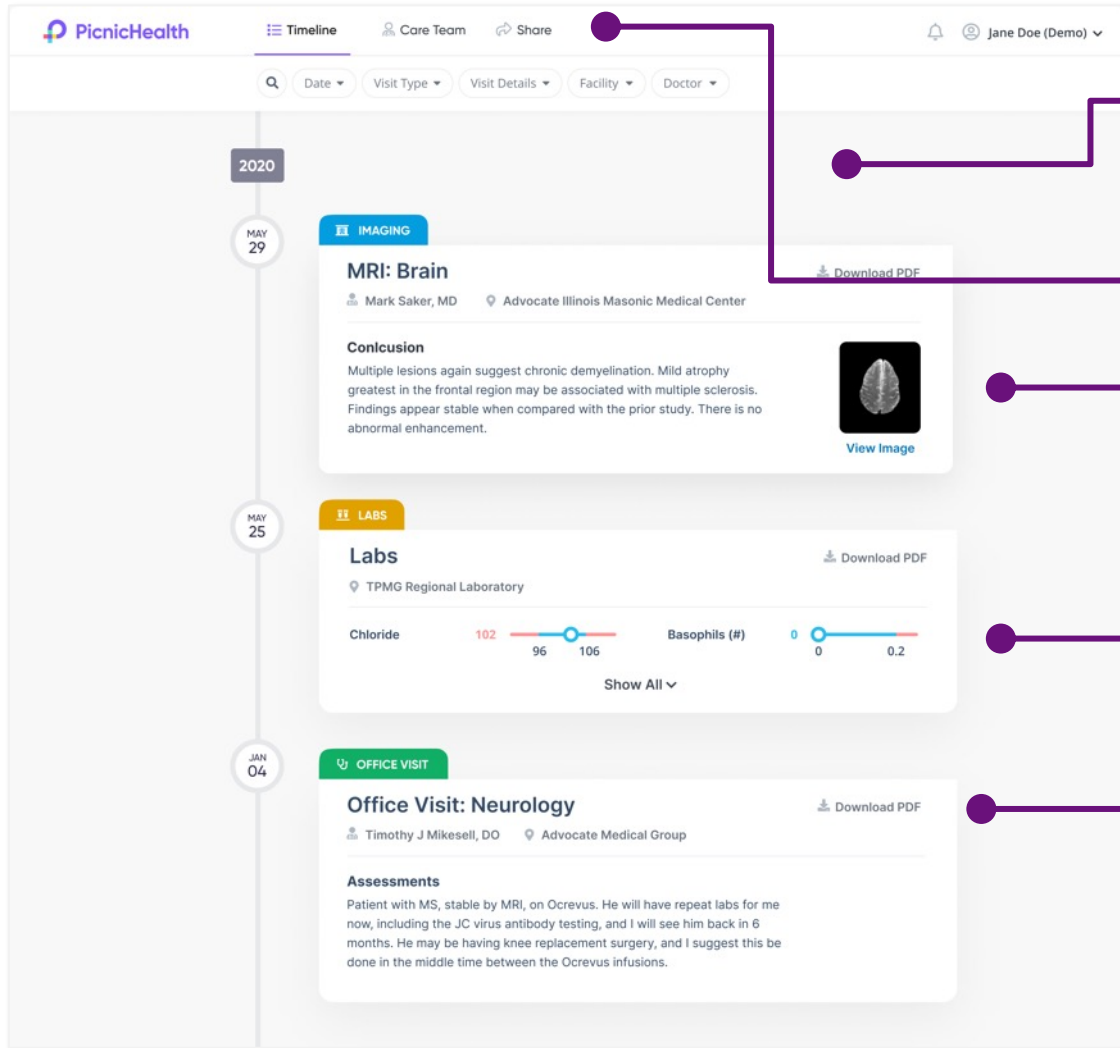 PicnicHealth Timeline Care Team Share Jane Doe (Demo)
Date Visit Type Visit Details Facility Doctor
2020
MAY
29
IMAGING
MRI: Brain
Download PDF
Mark Saker, MD Advocate Illinois Masonic Medical Center
Conlcusion
Multiple lesions again suggest chronic demyelination. Mild atrophy
greatest in the frontal region may be associated with multiple sclerosis.
Findings appear stable when compared with the prior study. There is no
abnormal enhancement.
View Image
MAY
25
LABS
Labs
Download PDF
TPMG Regional Laboratory
Chloride 102 Basophils (#) 0
96 106 0 0.2
Show All
JAN
04
OFFICE VISIT
Office Visit: Neurology
Download PDF
Timothy J Mikesell, DO Advocate Medical Group
Assessments
Patient with MS, stable by MRI, on Ocrevus. He will have repeat labs for me
now, including the JC virus antibody testing, and I will see him back in 6
months. He may be having knee replacement surgery, and I suggest this be
done in the middle time between the Ocrevus infusions.